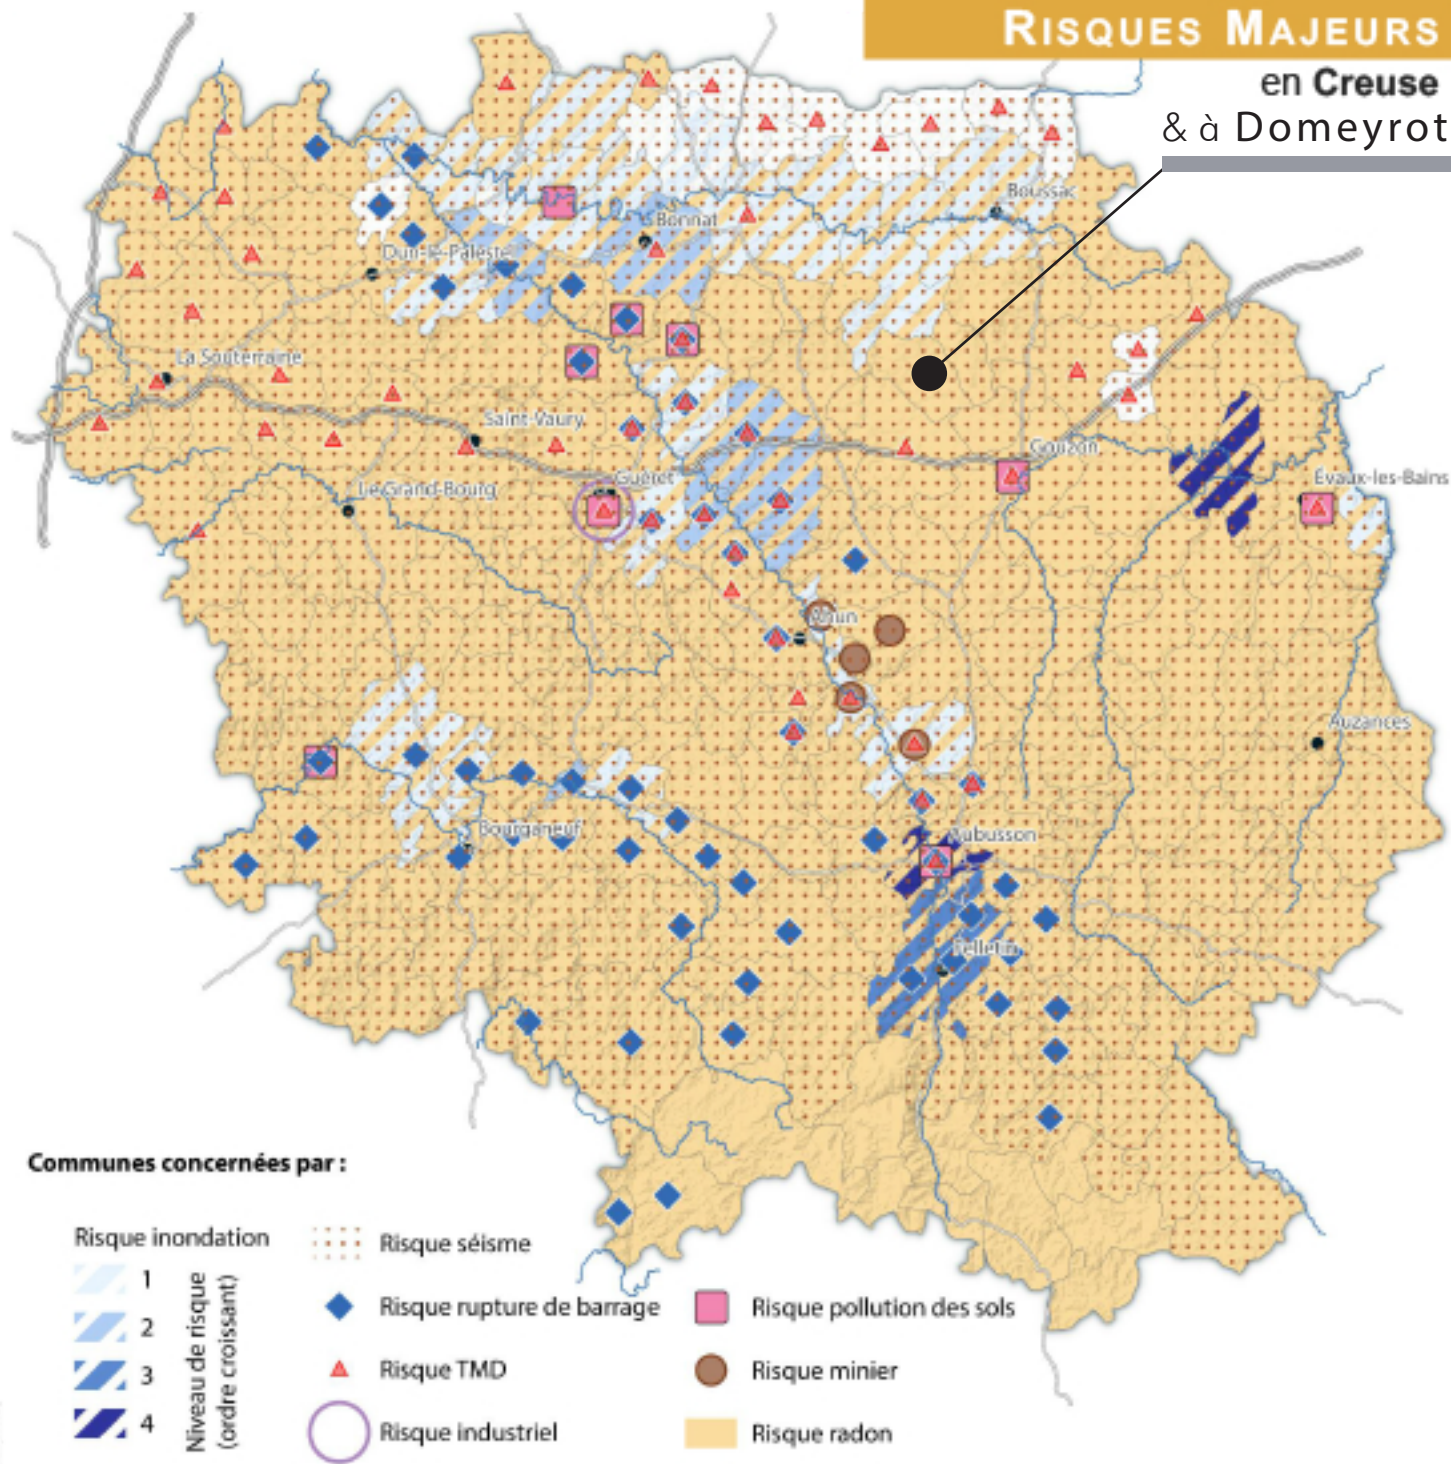 RISQUES MAJEURS
en Creuse
& à Domeyrot
Boussac
Bonnat
Dun-le-Palestel
La Souterraine
Saint-Vaury
Gouzon
Guéret
Évaux-les-Bains
Le Grand-Bourg
Ahun
Auzances
Bourganeuf
Aubusson
Felletin
Communes concernées par :
Risque inondation
1
2
3
4
Niveau de risque
(ordre croissant)
Risque séisme
Risque rupture de barrage
Risque TMD
Risque industriel
Risque pollution des sols
Risque minier
Risque radon